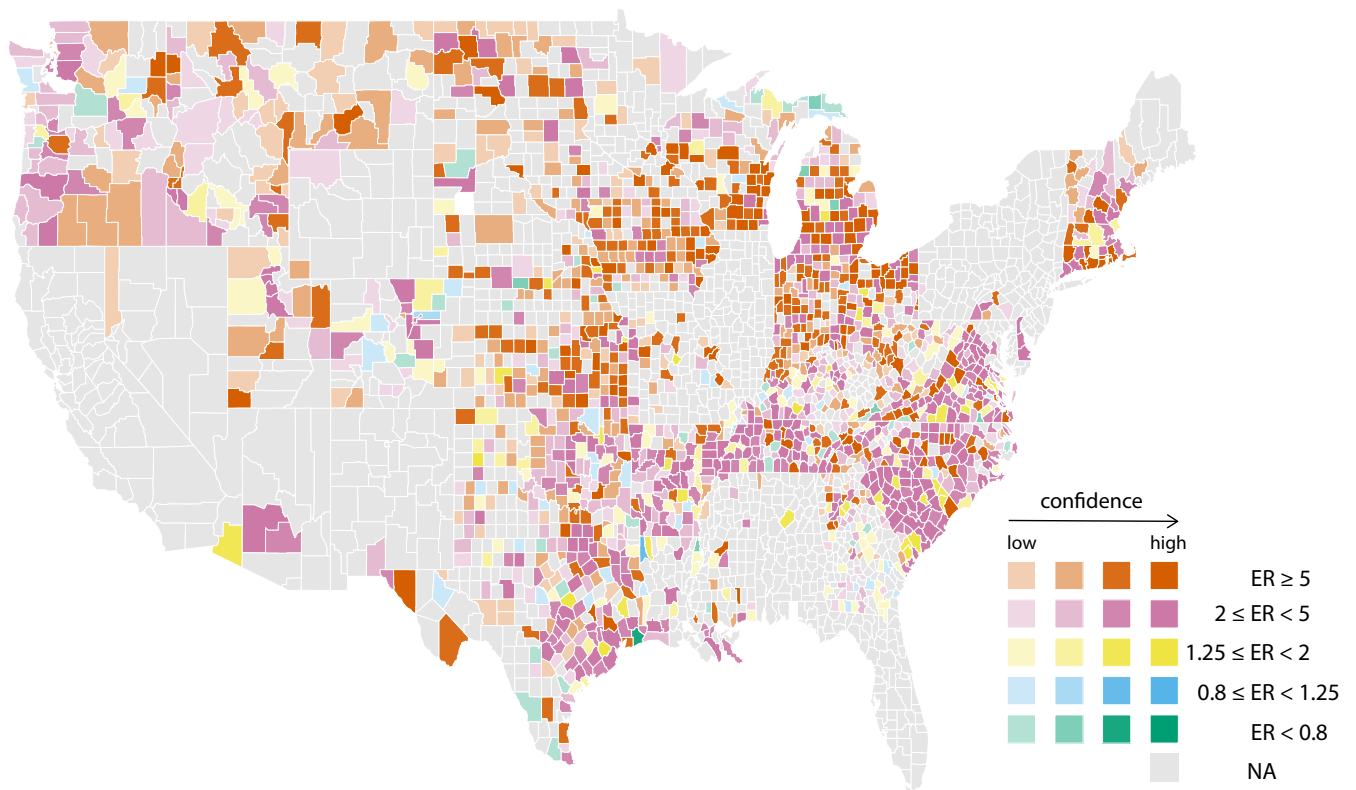 confidence
low high
ER ≥ 5
2 ≤ ER < 5
1.25 ≤ ER < 2
0.8 ≤ ER < 1.25
ER < 0.8
NA